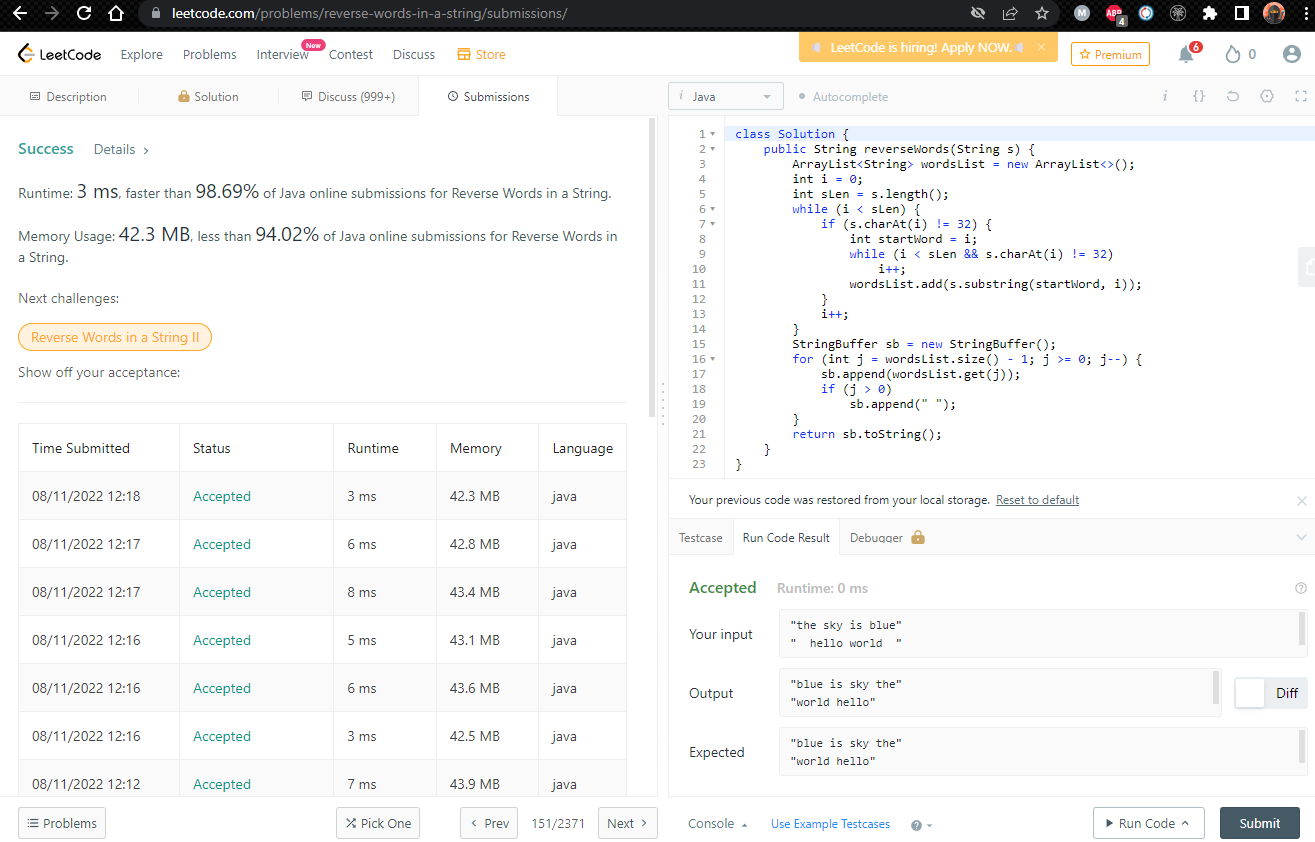 leetcode.com/problems/reverse-words-in-a-string/submissions/
M ABP 4
LeetCode Explore Problems Interview New Contest Discuss Store
LeetCode is hiring! Apply NOW. ×
Premium 6 0
Description Solution Discuss (999+) Submissions
i Java Autocomplete i {}
Success Details
Runtime: 3 ms, faster than 98.69% of Java online submissions for Reverse Words in a String.
Memory Usage: 42.3 MB, less than 94.02% of Java online submissions for Reverse Words in
a String.
Next challenges:
Reverse Words in a String II
Show off your acceptance:
Time Submitted Status Runtime Memory Language
08/11/2022 12:18 Accepted 3 ms 42.3 MB java
08/11/2022 12:17 Accepted 6 ms 42.8 MB java
08/11/2022 12:17 Accepted 8 ms 43.4 MB java
08/11/2022 12:16 Accepted 5 ms 43.1 MB java
08/11/2022 12:16 Accepted 6 ms 43.6 MB java
08/11/2022 12:16 Accepted 3 ms 42.5 MB java
08/11/2022 12:12 Accepted 7 ms 43.9 MB java
Problems Pick One Prev 151/2371 Next
1 class Solution {
2 public String reverseWords(String s) {
3 ArrayList<String> wordsList = new ArrayList<>();
4 int i = 0;
5 int sLen = s.length();
6 while (i < sLen) {
7 if (s.charAt(i) != 32) {
8 int startWord = i;
9 while (i < sLen && s.charAt(i) != 32)
10 i++;
11 wordsList.add(s.substring(startWord, i));
12 }
13 i++;
14 }
15 StringBuffer sb = new StringBuffer();
16 for (int j = wordsList.size() - 1; j >= 0; j--) {
17 sb.append(wordsList.get(j));
18 if (j > 0)
19 sb.append(" ");
20 }
21 return sb.toString();
22 }
23 }
Your previous code was restored from your local storage. Reset to default
Testcase Run Code Result Debugger
Accepted Runtime: 0 ms
Your input
"the sky is blue"
"  hello world  "
Output
"blue is sky the"
"world hello"
Diff
Expected
"blue is sky the"
"world hello"
Console Use Example Testcases Run Code Submit